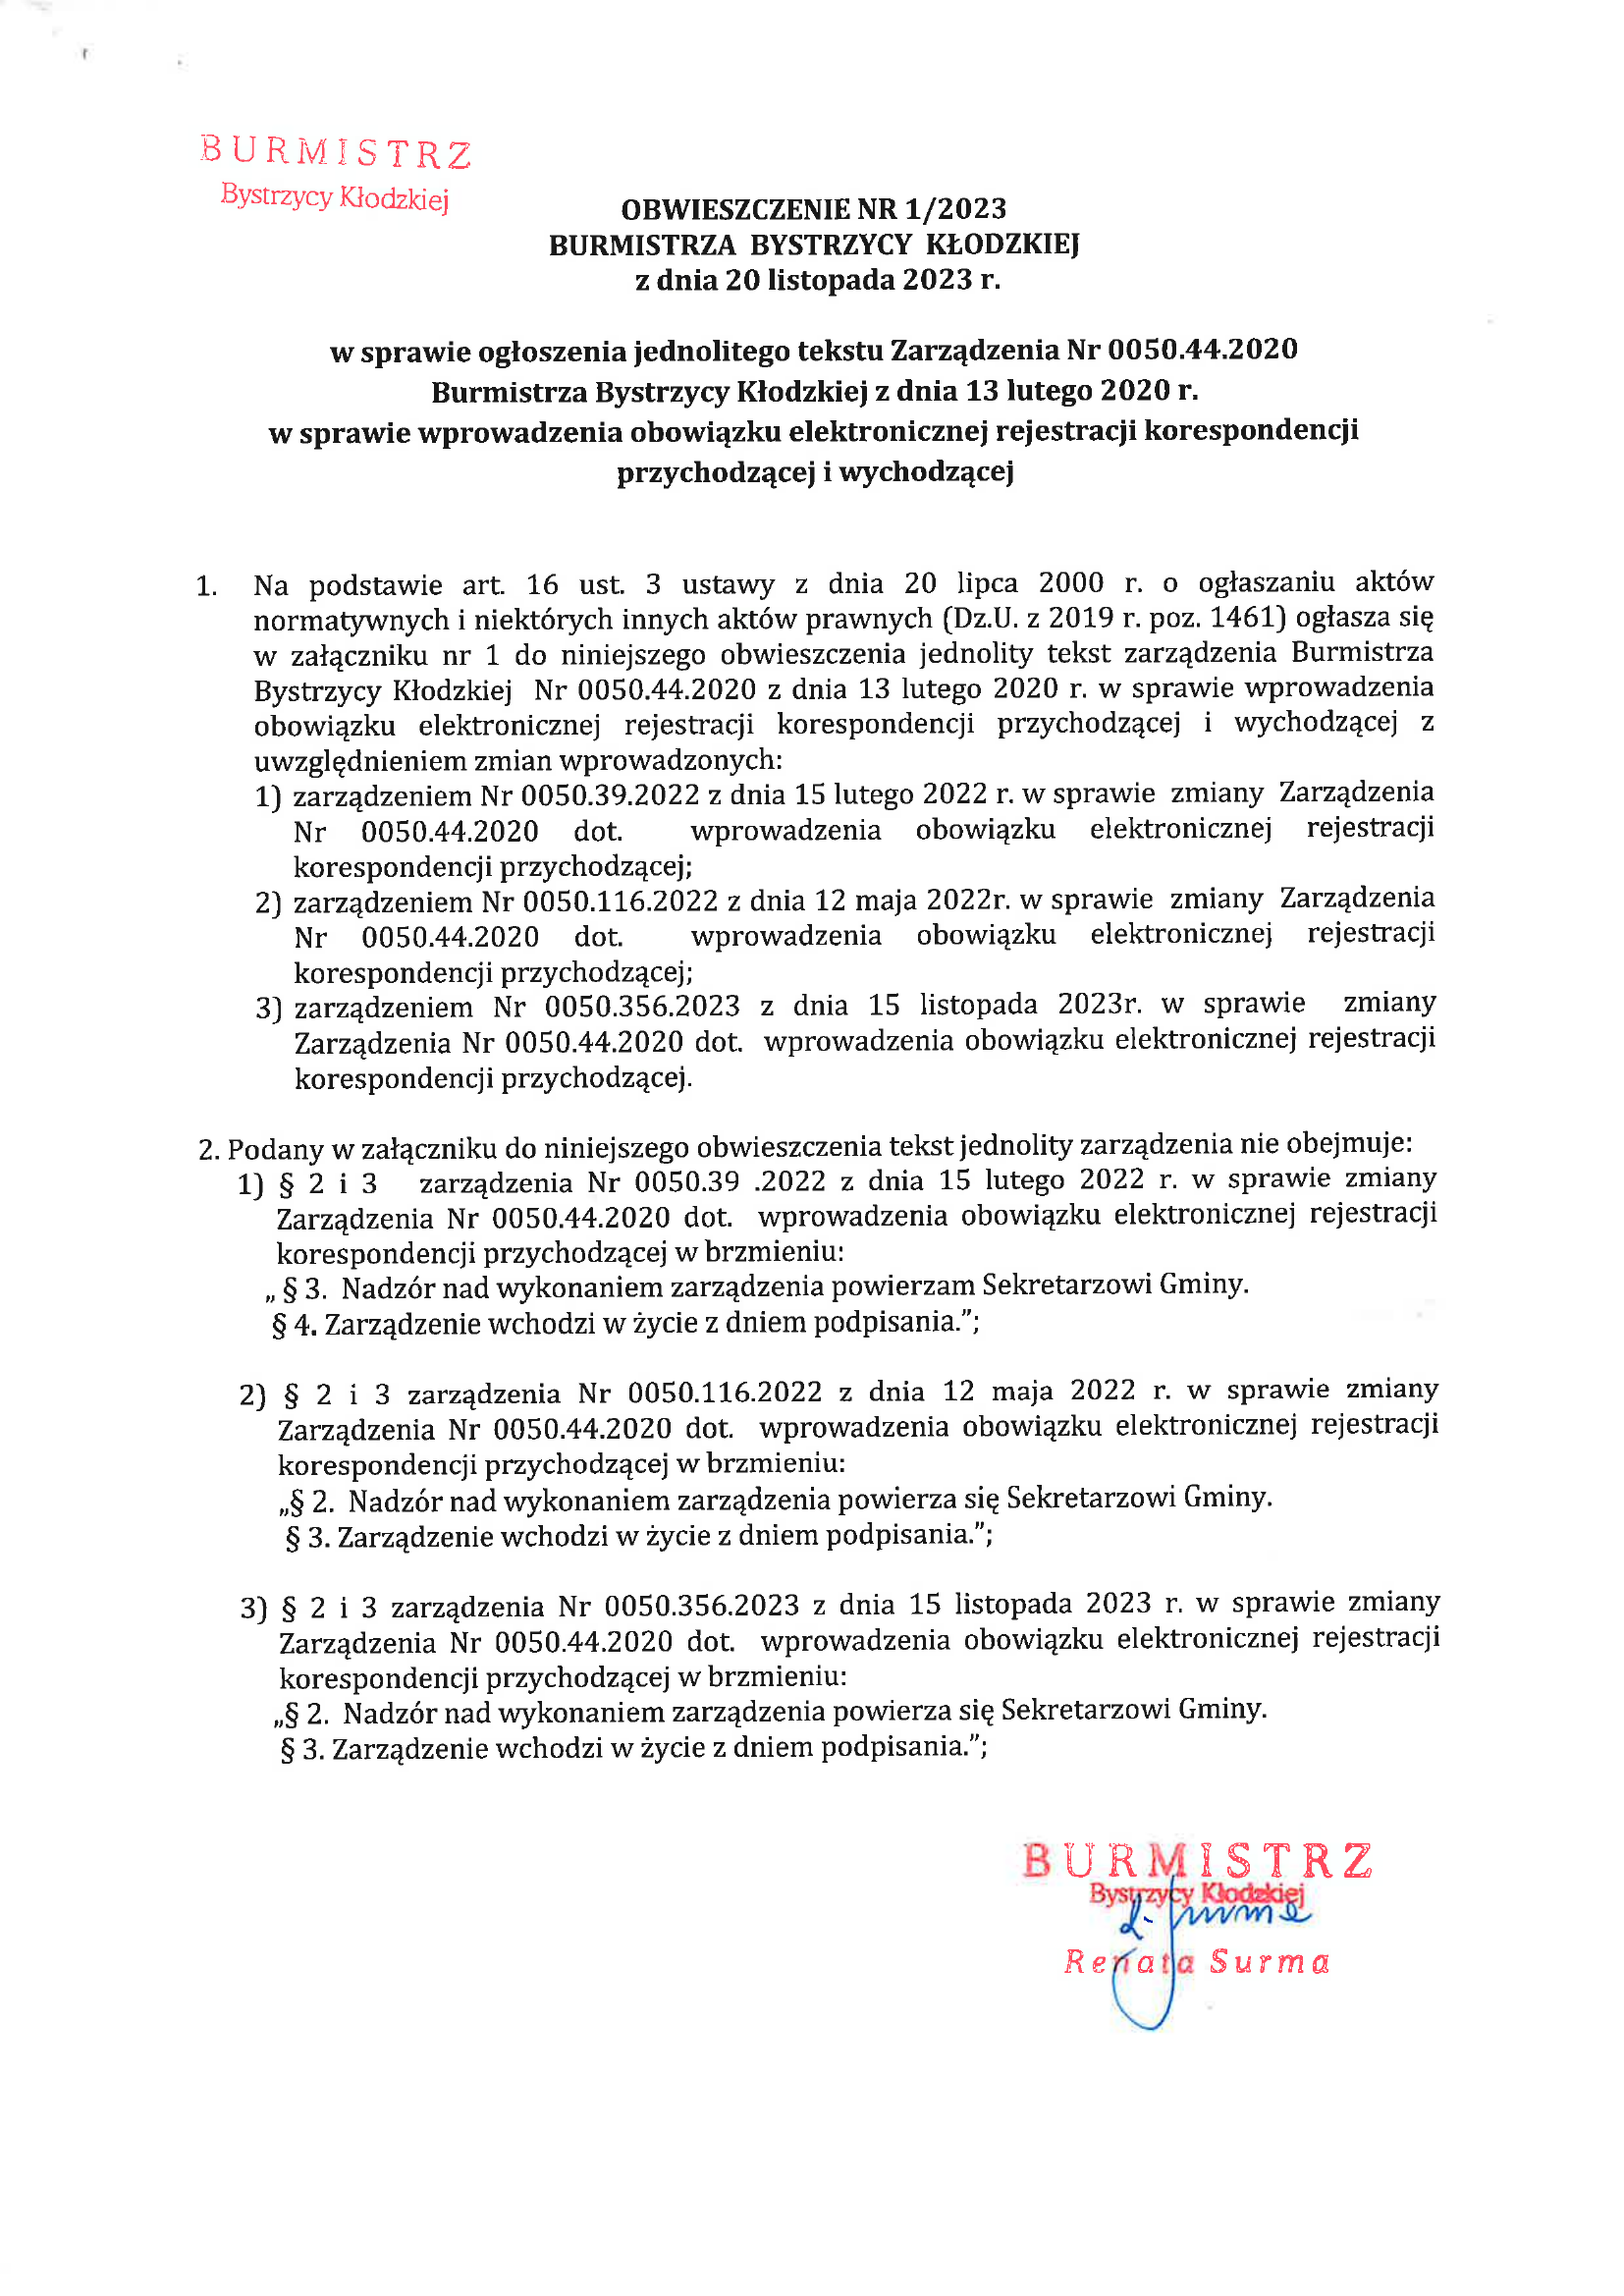 BURMISTRZ
Bystrzycy Kłodzkiej
OBWIESZCZENIE NR 1/2023
BURMISTRZA BYSTRZYCY KŁODZKIEJ
z dnia 20 listopada 2023 r.
w sprawie ogłoszenia jednolitego tekstu Zarządzenia Nr 0050.44.2020
Burmistrza Bystrzycy Kłodzkiej z dnia 13 lutego 2020 r.
w sprawie wprowadzenia obowiązku elektronicznej rejestracji korespondencji
przychodzącej i wychodzącej
1. Na podstawie art. 16 ust. 3 ustawy z dnia 20 lipca 2000 r. o ogłaszaniu aktów
normatywnych i niektórych innych aktów prawnych (Dz.U. z 2019 r. poz. 1461) ogłasza się
w załączniku nr 1 do niniejszego obwieszczenia jednolity tekst zarządzenia Burmistrza
Bystrzycy Kłodzkiej Nr 0050.44.2020 z dnia 13 lutego 2020 r. w sprawie wprowadzenia
obowiązku elektronicznej rejestracji korespondencji przychodzącej i wychodzącej z
uwzględnieniem zmian wprowadzonych:
1) zarządzeniem Nr 0050.39.2022 z dnia 15 lutego 2022 r. w sprawie zmiany Zarządzenia
Nr 0050.44.2020 dot. wprowadzenia obowiązku elektronicznej rejestracji
korespondencji przychodzącej;
2) zarządzeniem Nr 0050.116.2022 z dnia 12 maja 2022r. w sprawie zmiany Zarządzenia
Nr 0050.44.2020 dot. wprowadzenia obowiązku elektronicznej rejestracji
korespondencji przychodzącej;
3) zarządzeniem Nr 0050.356.2023 z dnia 15 listopada 2023r. w sprawie zmiany
Zarządzenia Nr 0050.44.2020 dot. wprowadzenia obowiązku elektronicznej rejestracji
korespondencji przychodzącej.
2. Podany w załączniku do niniejszego obwieszczenia tekst jednolity zarządzenia nie obejmuje:
1) § 2 i 3 zarządzenia Nr 0050.39 .2022 z dnia 15 lutego 2022 r. w sprawie zmiany
Zarządzenia Nr 0050.44.2020 dot. wprowadzenia obowiązku elektronicznej rejestracji
korespondencji przychodzącej w brzmieniu:
„ § 3. Nadzór nad wykonaniem zarządzenia powierzam Sekretarzowi Gminy.
§ 4. Zarządzenie wchodzi w życie z dniem podpisania.”;
2) § 2 i 3 zarządzenia Nr 0050.116.2022 z dnia 12 maja 2022 r. w sprawie zmiany
Zarządzenia Nr 0050.44.2020 dot. wprowadzenia obowiązku elektronicznej rejestracji
korespondencji przychodzącej w brzmieniu:
„§ 2. Nadzór nad wykonaniem zarządzenia powierza się Sekretarzowi Gminy.
§ 3. Zarządzenie wchodzi w życie z dniem podpisania.”;
3) § 2 i 3 zarządzenia Nr 0050.356.2023 z dnia 15 listopada 2023 r. w sprawie zmiany
Zarządzenia Nr 0050.44.2020 dot. wprowadzenia obowiązku elektronicznej rejestracji
korespondencji przychodzącej w brzmieniu:
„§ 2. Nadzór nad wykonaniem zarządzenia powierza się Sekretarzowi Gminy.
§ 3. Zarządzenie wchodzi w życie z dniem podpisania.”;
BURMISTRZ
Bystrzycy Kłodzkiej
Renata Surma